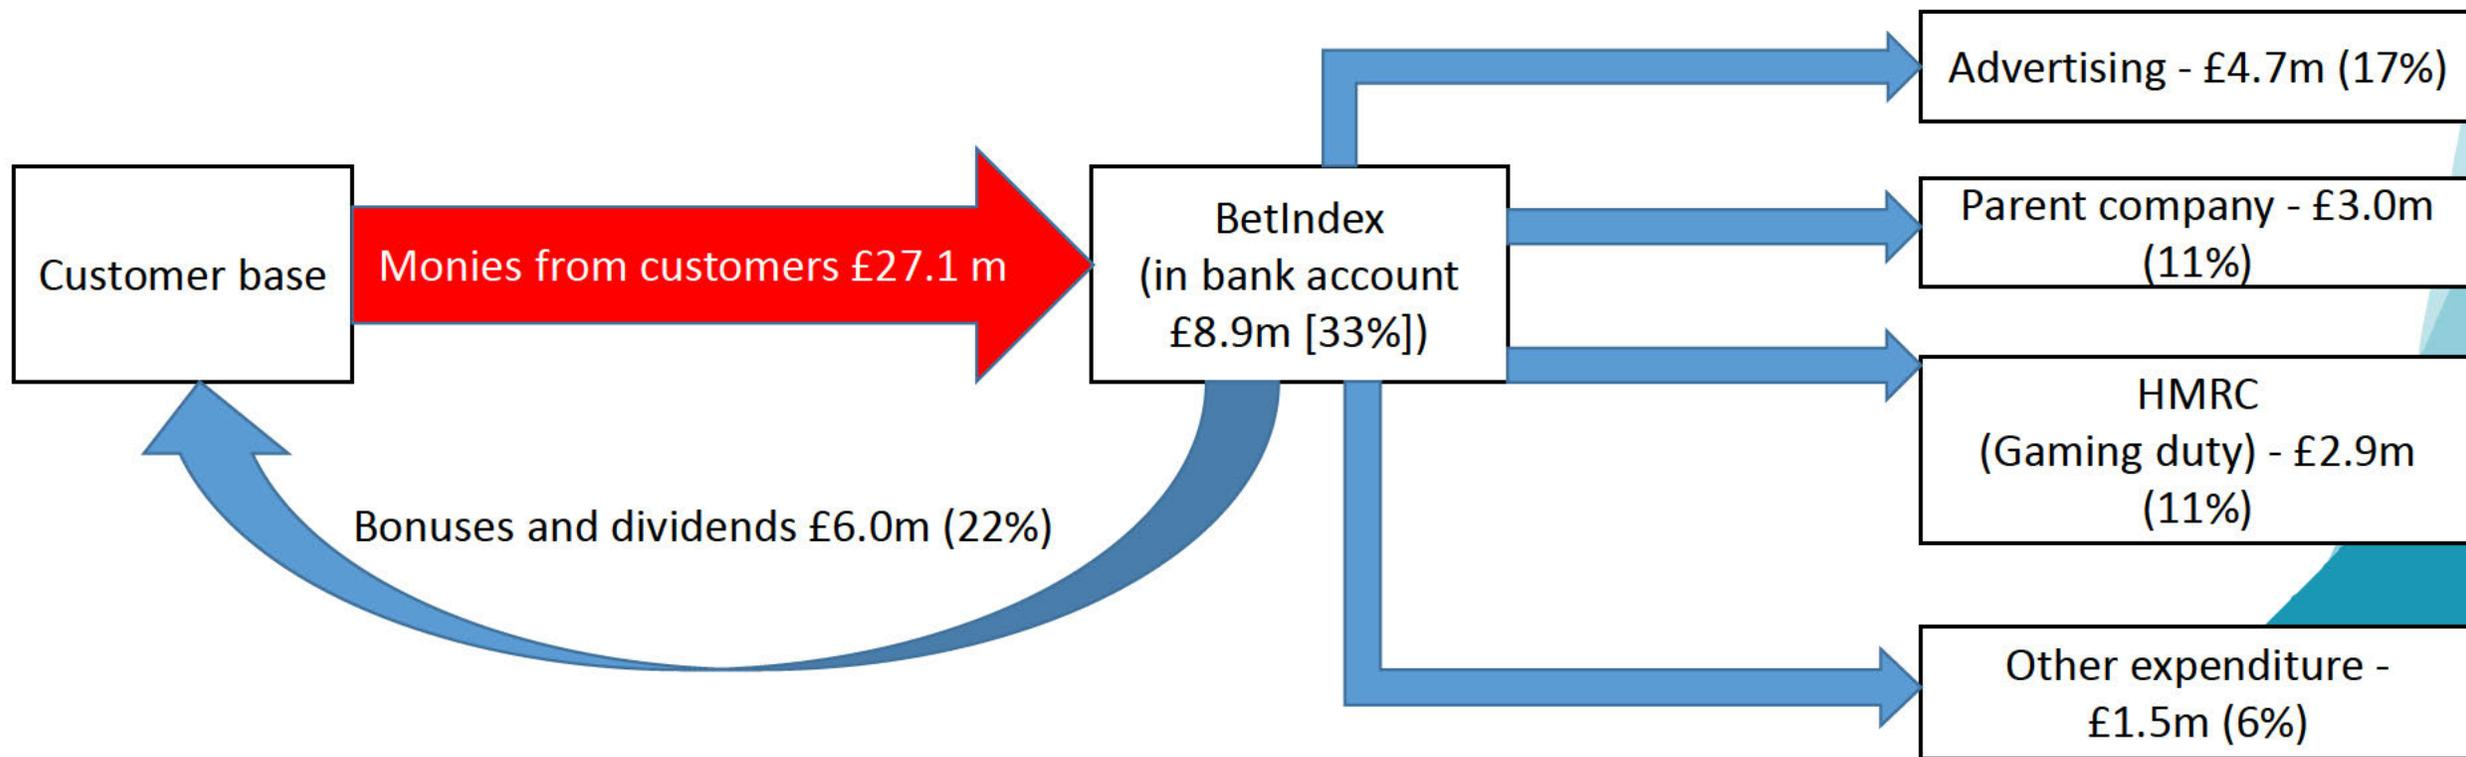 Customer base
Monies from customers £27.1 m
BetIndex
(in bank account
£8.9m [33%])
Bonuses and dividends £6.0m (22%)
Advertising - £4.7m (17%)
Parent company - £3.0m
(11%)
HMRC
(Gaming duty) - £2.9m
(11%)
Other expenditure -
£1.5m (6%)